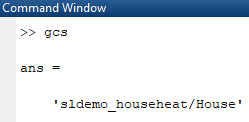 Command Window
>> gcs
ans =
'sldemo_househeat/House'